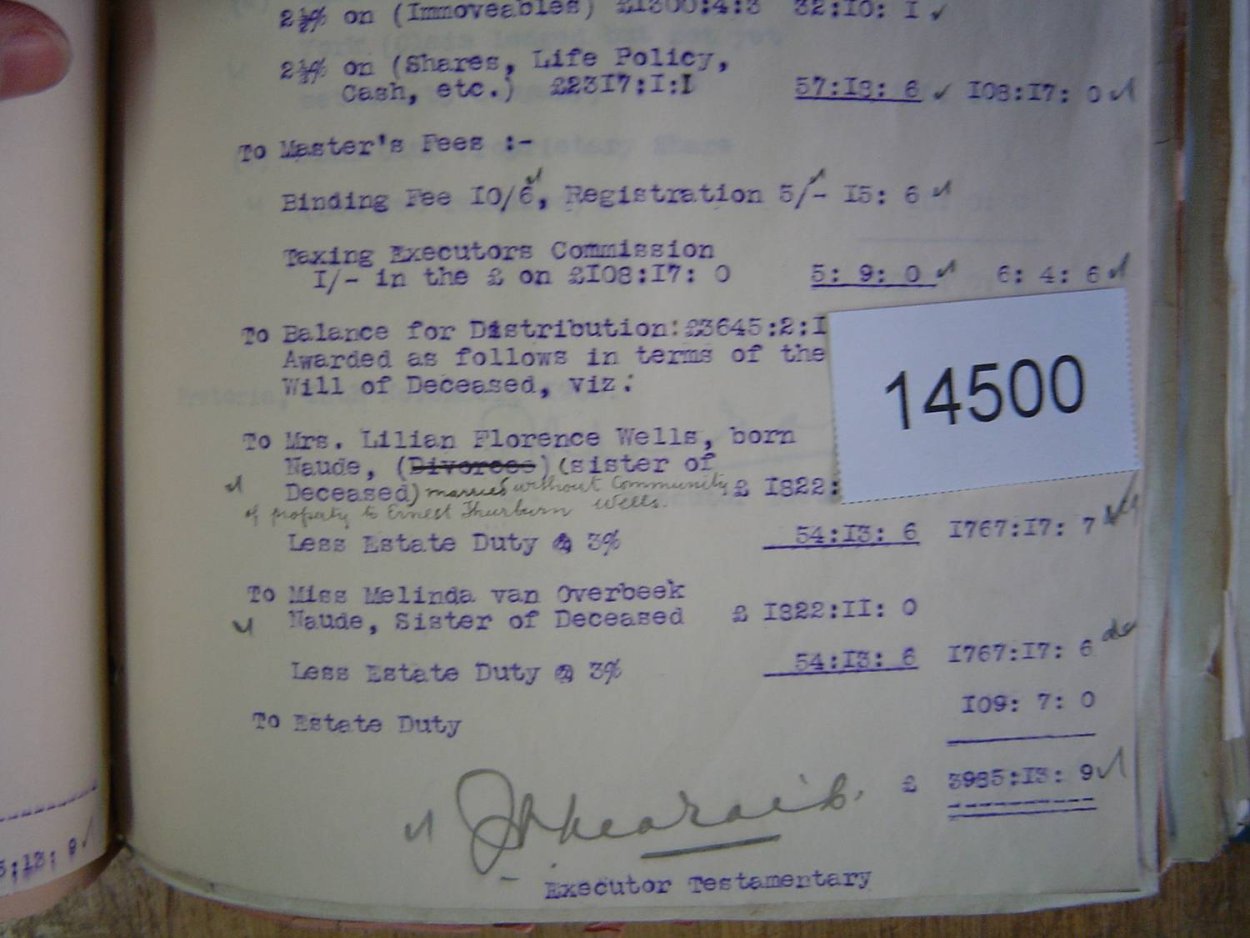 2½% on (Immoveables) £1300:4:3 32:I0: I ✓
2½% on (Shares, Life Policy,
Cash, etc.) £23I7:I:I 57:I8: 6 ✓ I08:I7: 0 ✓
To Master's Fees :-
Binding Fee I0/6, Registration 5/- I5: 6 ✓
Taxing Executors Commission
I/- in the £ on £I08:I7: 0 5: 9: 0 ✓ 6: 4: 6 ✓
To Balance for Distribution:£3645:2:I
Awarded as follows in terms of the
Will of Deceased, viz:
14500
To Mrs. Lilian Florence Wells, born
Naude, (Divorcee) (sister of
Deceased) married without Community £ I822:
of property to Ernest Thurburn Wells.
Less Estate Duty @ 3% 54:I3: 6 I767:I7: 7
To Miss Melinda van Overbeek
Naude, Sister of Deceased £ I822:II: 0
Less Estate Duty @ 3% 54:I3: 6 I767:I7: 6
To Estate Duty I09: 7: 0
£ 3985:I3: 9 ✓
Executor Testamentary
5:I3: 9 ✓